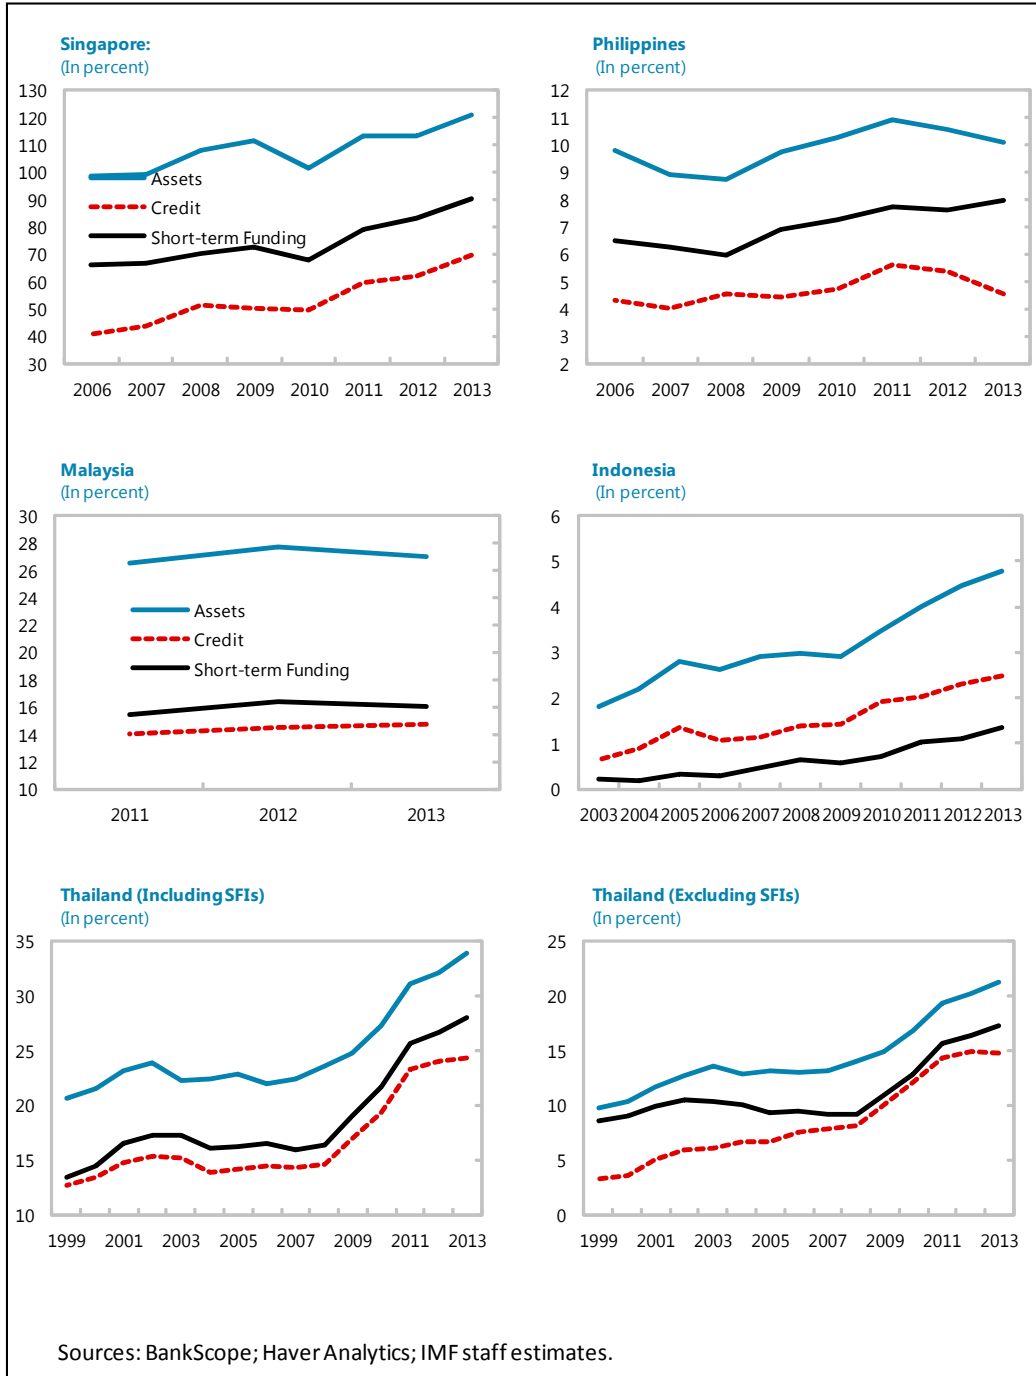 Singapore:
(In percent)
130
120
110
100
90
80
70
60
50
40
30
Assets
Credit
Short-term Funding
2006 2007 2008 2009 2010 2011 2012 2013
Philippines
(In percent)
12
11
10
9
8
7
6
5
4
3
2
2006 2007 2008 2009 2010 2011 2012 2013
Malaysia
(In percent)
30
28
26
24
22
20
18
16
14
12
10
Assets
Credit
Short-term Funding
2011 2012 2013
Indonesia
(In percent)
6
5
4
3
2
1
0
2003 2004 2005 2006 2007 2008 2009 2010 2011 2012 2013
Thailand (Including SFIs)
(In percent)
35
30
25
20
15
10
1999 2001 2003 2005 2007 2009 2011 2013
Thailand (Excluding SFIs)
(In percent)
25
20
15
10
5
0
1999 2001 2003 2005 2007 2009 2011 2013
Sources: BankScope; Haver Analytics; IMF staff estimates.